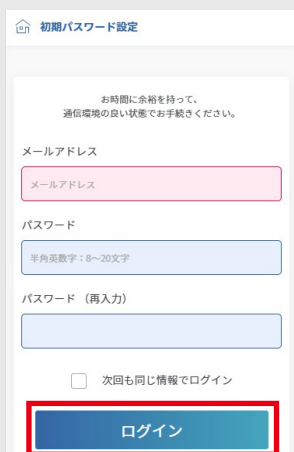 初期パスワード設定
お時間に余裕を持って、
通信環境の良い状態でお手続きください。
メールアドレス
メールアドレス
パスワード
半角英数字：8～20文字
パスワード （再入力）
次回も同じ情報でログイン
ログイン